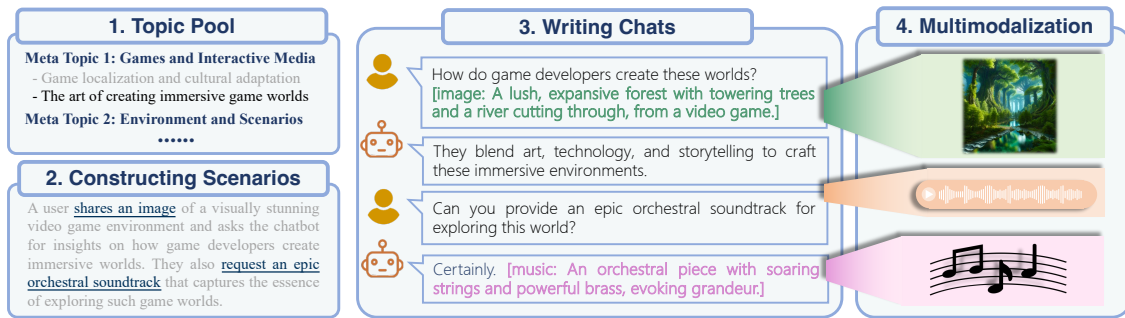 1. Topic Pool
Meta Topic 1: Games and Interactive Media
- Game localization and cultural adaptation
- The art of creating immersive game worlds
Meta Topic 2: Environment and Scenarios
......
2. Constructing Scenarios
A user shares an image of a visually stunning
video game environment and asks the chatbot
for insights on how game developers create
immersive worlds. They also request an epic
orchestral soundtrack that captures the essence
of exploring such game worlds.
3. Writing Chats
How do game developers create these worlds?
[image: A lush, expansive forest with towering trees
and a river cutting through, from a video game.]
They blend art, technology, and storytelling to craft
these immersive environments.
Can you provide an epic orchestral soundtrack for
exploring this world?
Certainly. [music: An orchestral piece with soaring
strings and powerful brass, evoking grandeur.]
4. Multimodalization